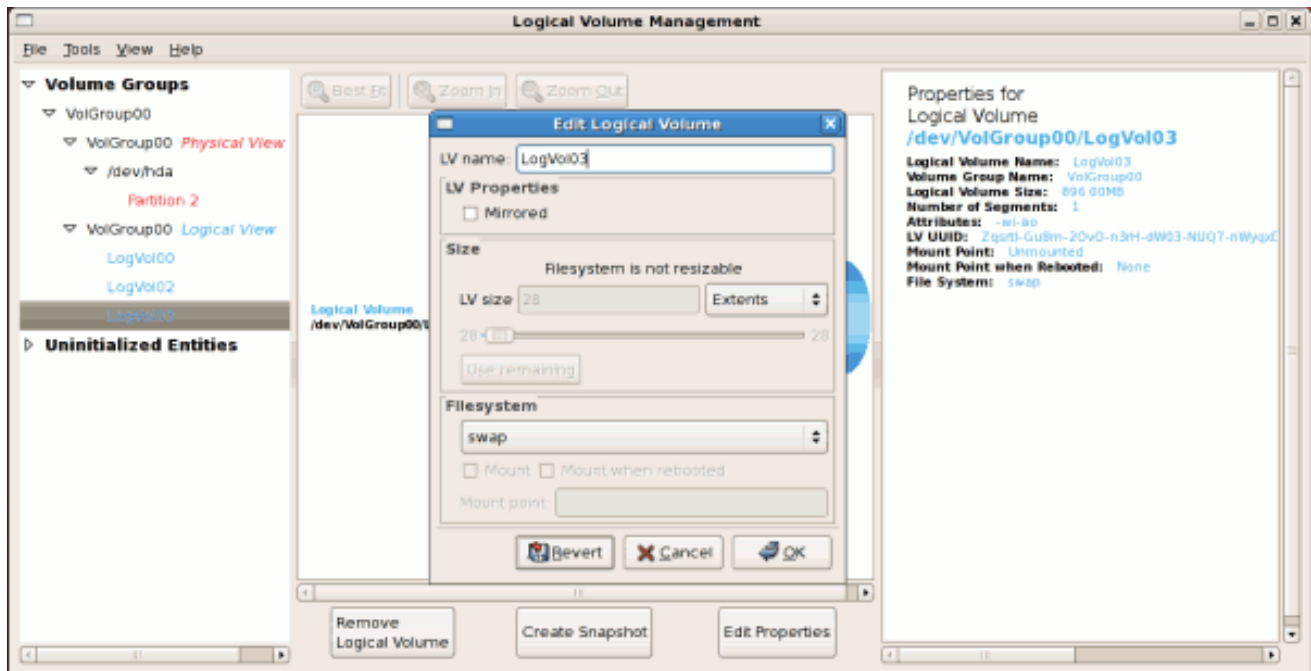 Logical Volume Management
File Tools View Help
Volume Groups
VolGroup00
VolGroup00 Physical View
/dev/hda
Partition 2
VolGroup00 Logical View
LogVol00
LogVol02
LogVol03
Uninitialized Entities
Best Fit Zoom In Zoom Out
Logical Volume
/dev/VolGroup00/L
Edit Logical Volume
LV name: LogVol03
LV Properties
Mirrored
Size
Filesystem is not resizable
LV size 28 Extents
28 28
Use remaining
Filesystem
swap
Mount Mount when rebooted
Mount point:
Revert Cancel OK
Remove
Logical Volume
Create Snapshot
Edit Properties
Properties for
Logical Volume
/dev/VolGroup00/LogVol03
Logical Volume Name: LogVol03
Volume Group Name: VolGroup00
Logical Volume Size: 896.00MB
Number of Segments: 1
Attributes: -wi-ao
LV UUID:
Mount Point: Unmounted
Mount Point when Rebooted: None
File System: swap